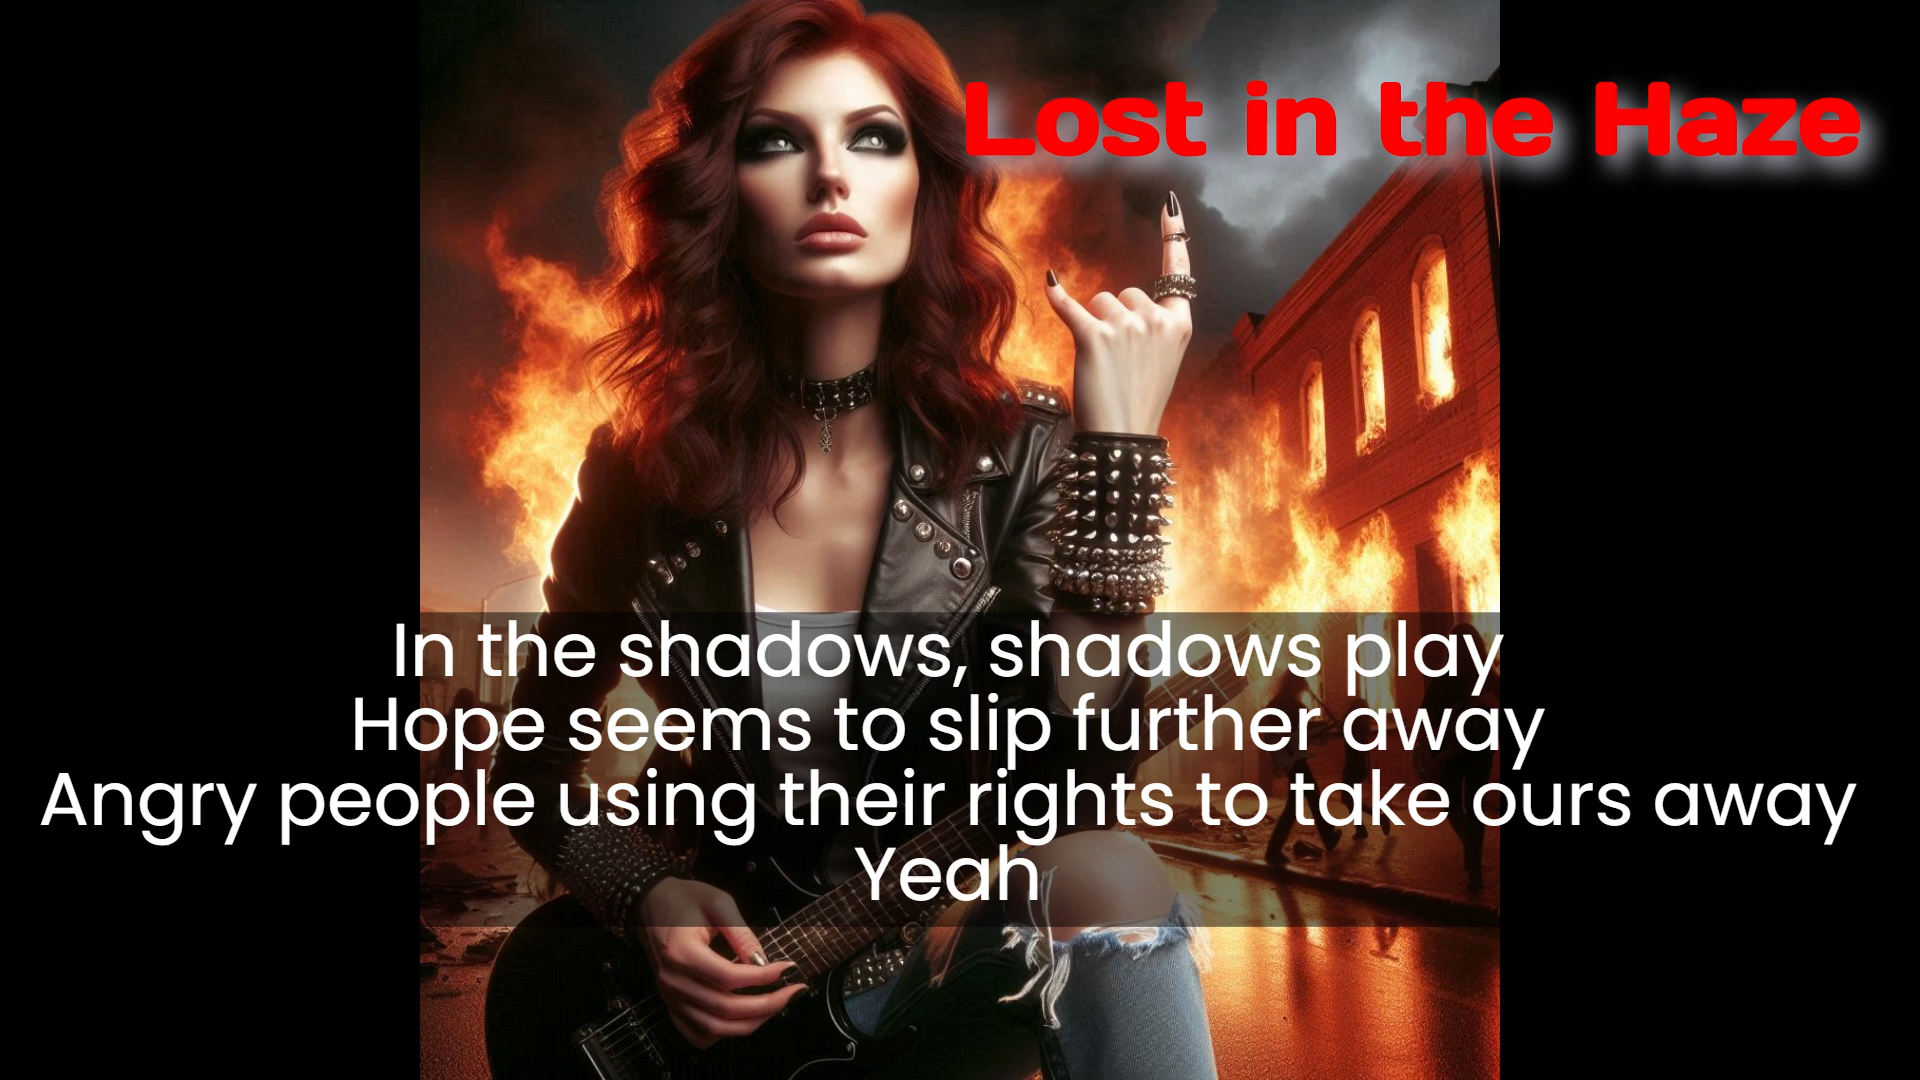 Lost in the Haze
In the shadows, shadows play
Hope seems to slip further away
Angry people using their rights to take ours away
Yeah